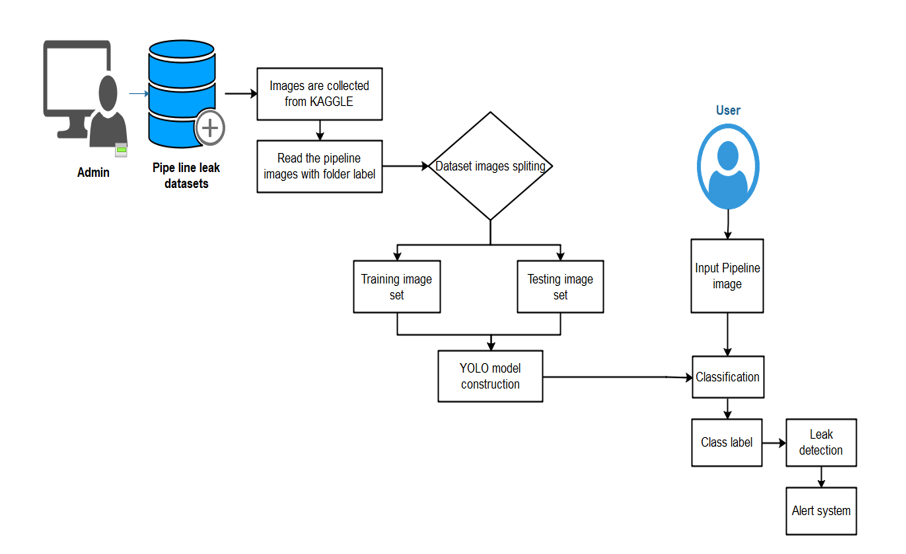 Admin
Pipe line leak
datasets
Images are collected
from KAGGLE
Read the pipeline
images with folder label
Dataset images spliting
Training image
set
Testing image
set
YOLO model
construction
User
Input Pipeline
image
Classification
Class label
Leak
detection
Alert system